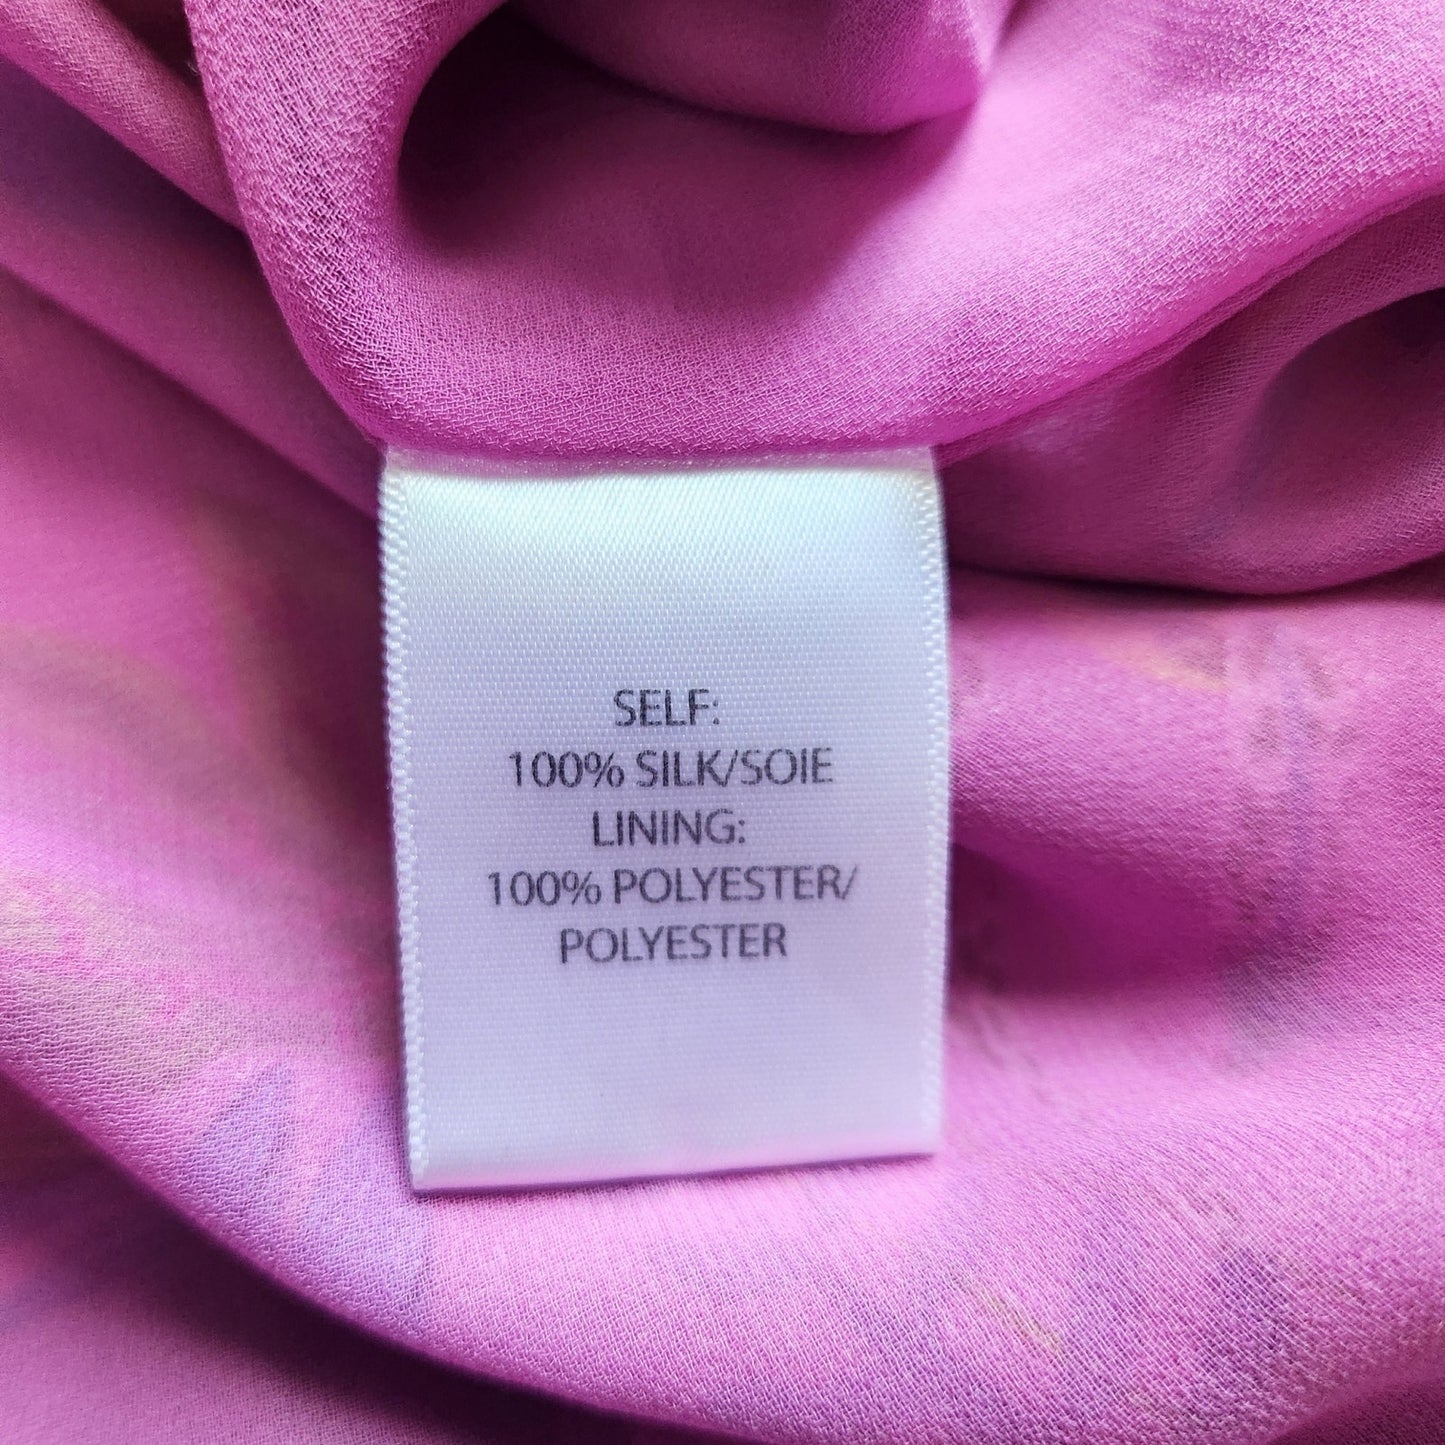 SELF:
100% SILK/SOIE
LINING:
100% POLYESTER/
POLYESTER